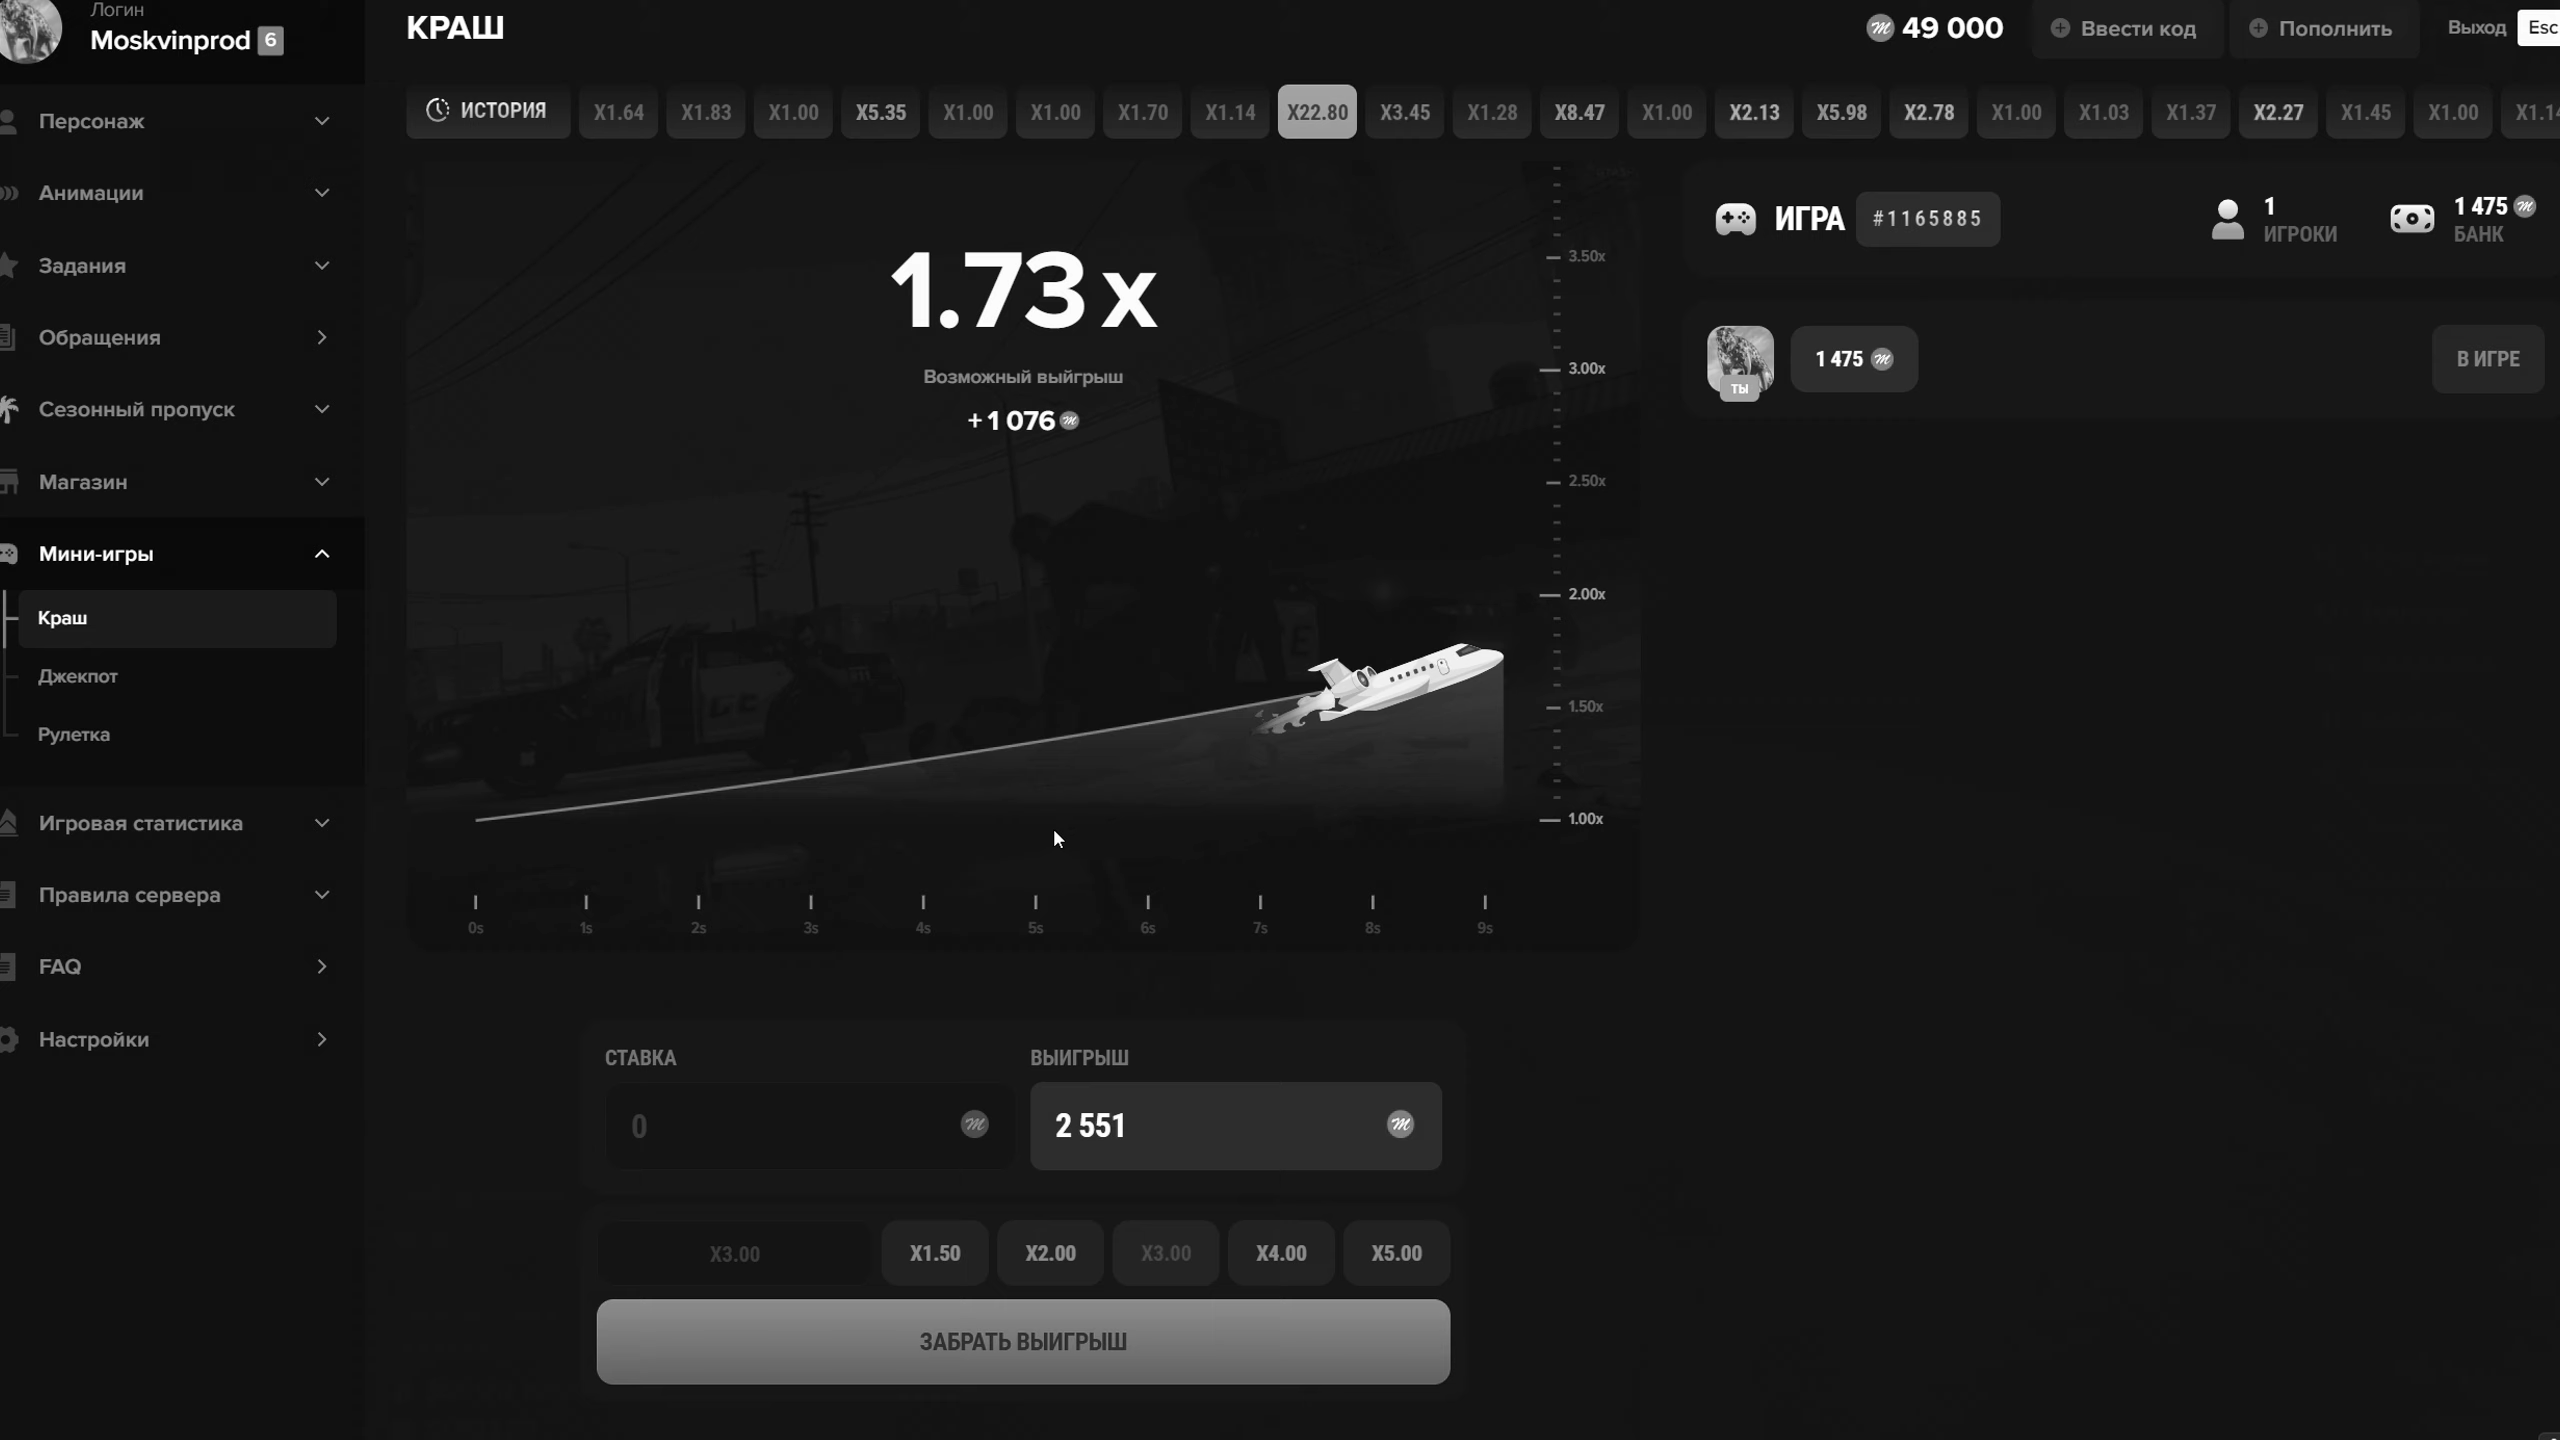 Логин
Moskvinprod 6
КРАШ
49 000
Ввести код
Пополнить
Выход
Esc
ИСТОРИЯ
X1.64
X1.83
X1.00
X5.35
X1.00
X1.00
X1.70
X1.14
X22.80
X3.45
X1.28
X8.47
X1.00
X2.13
X5.98
X2.78
X1.00
X1.03
X1.37
X2.27
X1.45
X1.00
X1.14
Персонаж
Анимации
Задания
Обращения
Сезонный пропуск
Магазин
Мини-игры
Краш
Джекпот
Рулетка
Игровая статистика
Правила сервера
FAQ
Настройки
1.73 x
Возможный выйгрыш
+1 076
3.50x
3.00x
2.50x
2.00x
1.50x
1.00x
0s
1s
2s
3s
4s
5s
6s
7s
8s
9s
ИГРА
#1165885
1
ИГРОКИ
1 475
БАНК
ТЫ
1 475
В ИГРЕ
СТАВКА
0
ВЫИГРЫШ
2 551
X3.00
X1.50
X2.00
X3.00
X4.00
X5.00
ЗАБРАТЬ ВЫИГРЫШ